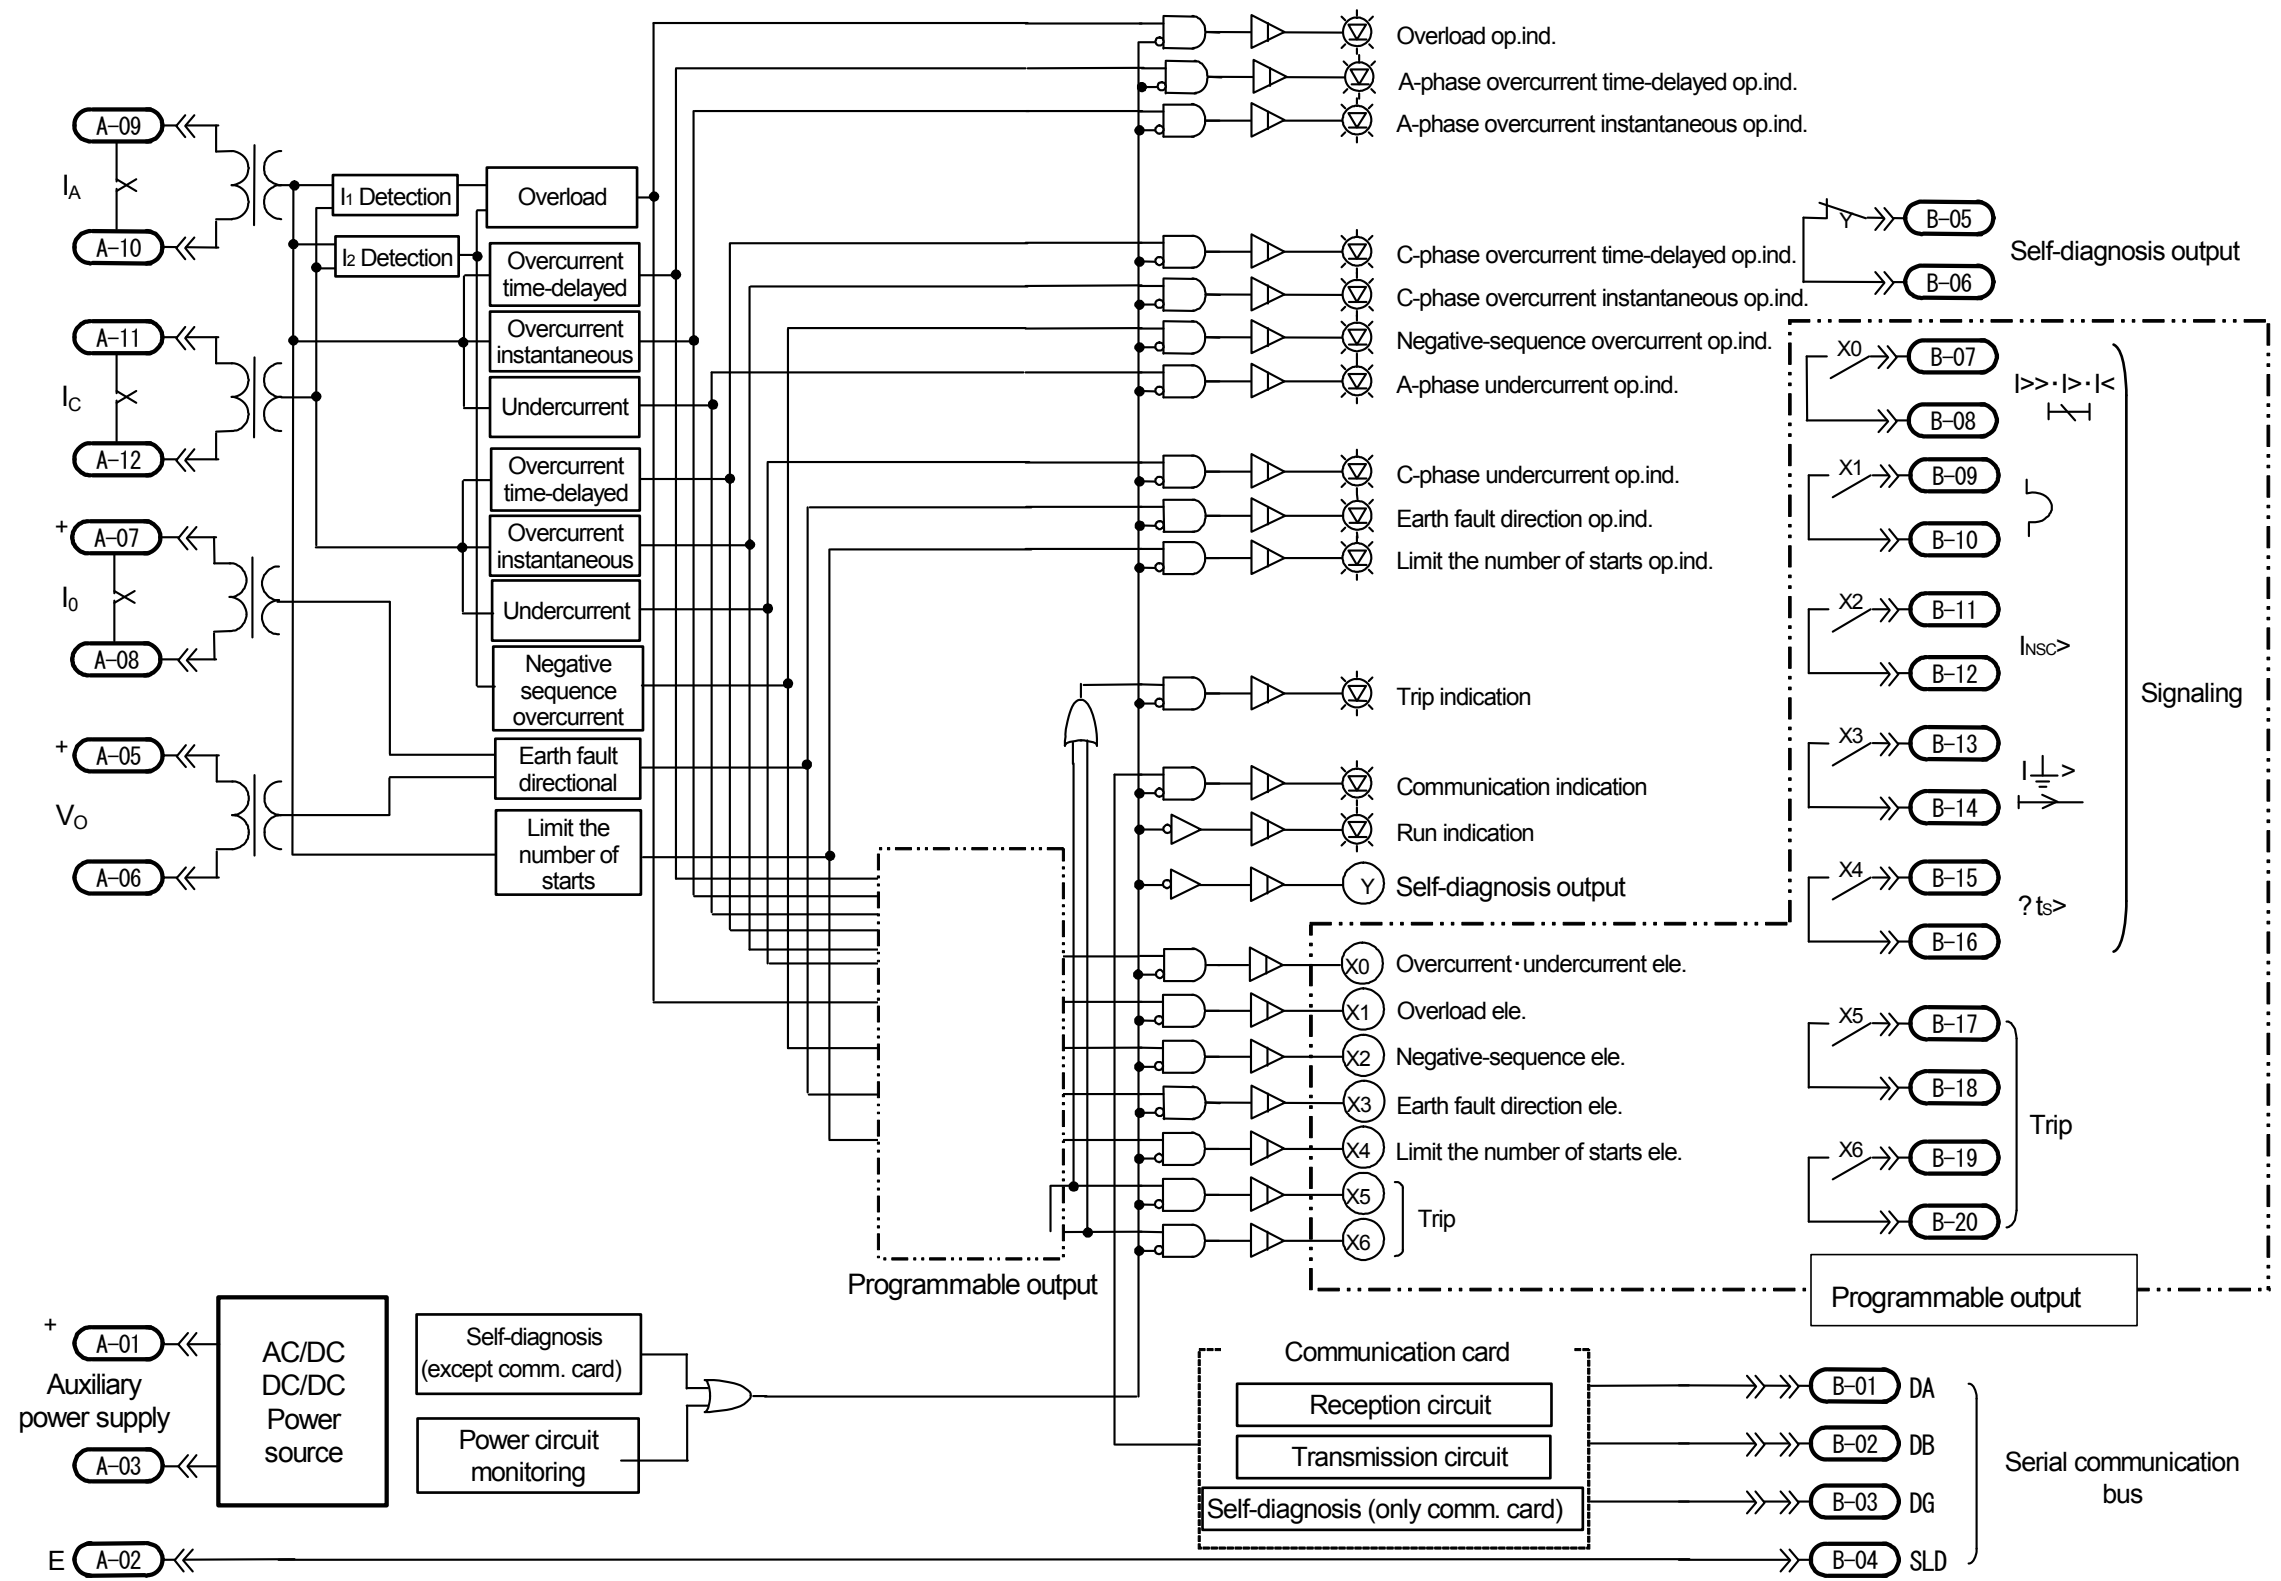 Overload op.ind.
A-phase overcurrent time-delayed op.ind.
A-phase overcurrent instantaneous op.ind.
C-phase overcurrent time-delayed op.ind.
C-phase overcurrent instantaneous op.ind.
Negative-sequence overcurrent op.ind.
A-phase undercurrent op.ind.
C-phase undercurrent op.ind.
Earth fault direction op.ind.
Limit the number of starts op.ind.
Trip indication
Communication indication
Run indication
Y
Self-diagnosis output
X0
Overcurrent·undercurrent ele.
X1
Overload ele.
X2
Negative-sequence ele.
X3
Earth fault direction ele.
X4
Limit the number of starts ele.
X5
X6
Trip
A-09
IA
A-10
A-11
IC
A-12
+
A-07
I0
A-08
+
A-05
VO
A-06
I1 Detection
I2 Detection
Overload
Overcurrent
time-delayed
Overcurrent
instantaneous
Undercurrent
Overcurrent
time-delayed
Overcurrent
instantaneous
Undercurrent
Negative
sequence
overcurrent
Earth fault
directional
Limit the
number of
starts
Programmable output
Y
B-05
B-06
Self-diagnosis output
X0
B-07
B-08
I>>·I>·I<
X1
B-09
B-10
X2
B-11
B-12
INSC>
X3
B-13
B-14
I >
X4
B-15
B-16
? ts>
Signaling
X5
B-17
B-18
X6
B-19
B-20
Trip
Programmable output
+
A-01
Auxiliary
power supply
A-03
AC/DC
DC/DC
Power
source
Self-diagnosis
(except comm. card)
Power circuit
monitoring
Communication card
Reception circuit
Transmission circuit
Self-diagnosis (only comm. card)
B-01 DA
B-02 DB
B-03 DG
B-04 SLD
Serial communication
bus
E A-02